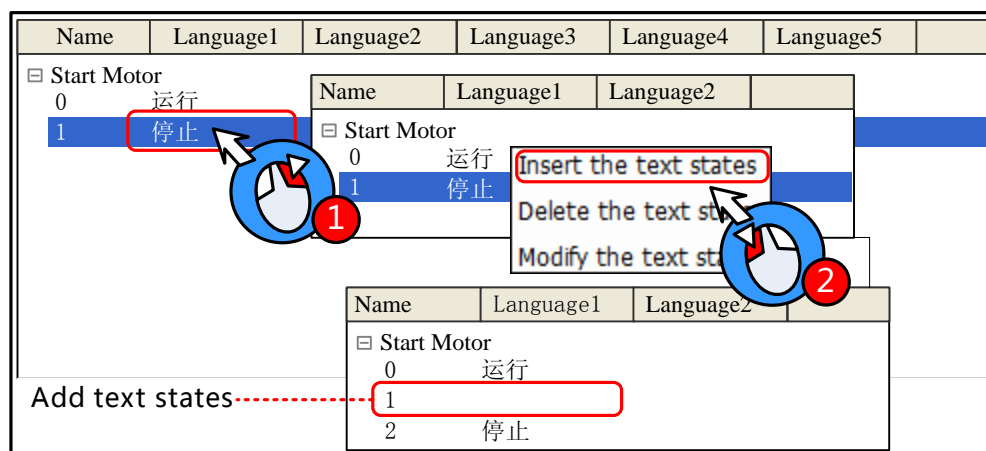 Name Language1 Language2 Language3 Language4 Language5
Start Motor
0 运行
1 停止
Name Language1 Language2
Start Motor
0 运行
1 停止
Insert the text states
Delete the text
Modify the text
1
2
Name Language1 Language2
Start Motor
0 运行
1
2 停止
Add text states